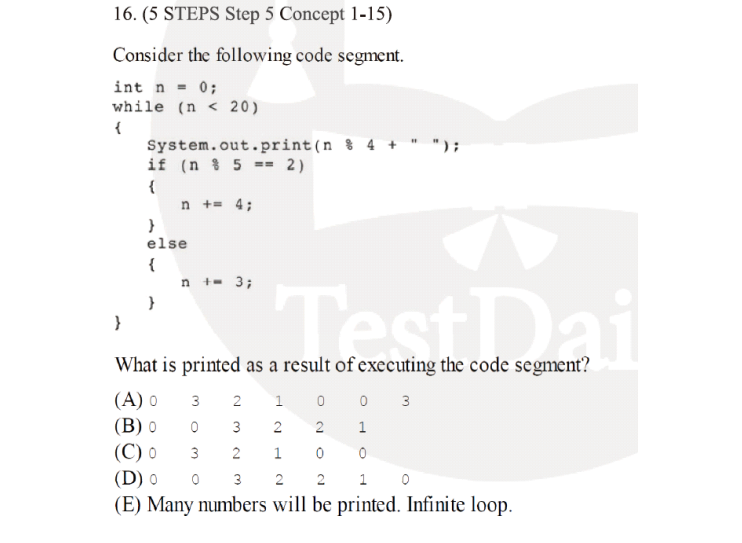 16. (5 STEPS Step 5 Concept 1-15)
Consider the following code segment.
int n = 0;
while (n < 20)
{
System.out.print(n % 4 + " ");
if (n % 5 == 2)
{
n += 4;
}
else
{
n += 3;
}
}
What is printed as a result of executing the code segment?
(A) 0 3 2 1 0 0 3
(B) 0 0 3 2 2 1
(C) 0 3 2 1 0 0
(D) 0 0 3 2 2 1 0
(E) Many numbers will be printed. Infinite loop.
TestDai